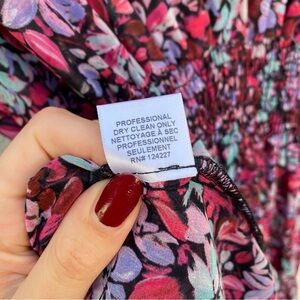 PROFESSIONAL
DRY CLEAN ONLY
NETTOYAGE À SEC
PROFESSIONNEL
SEULEMENT
RN# 124227